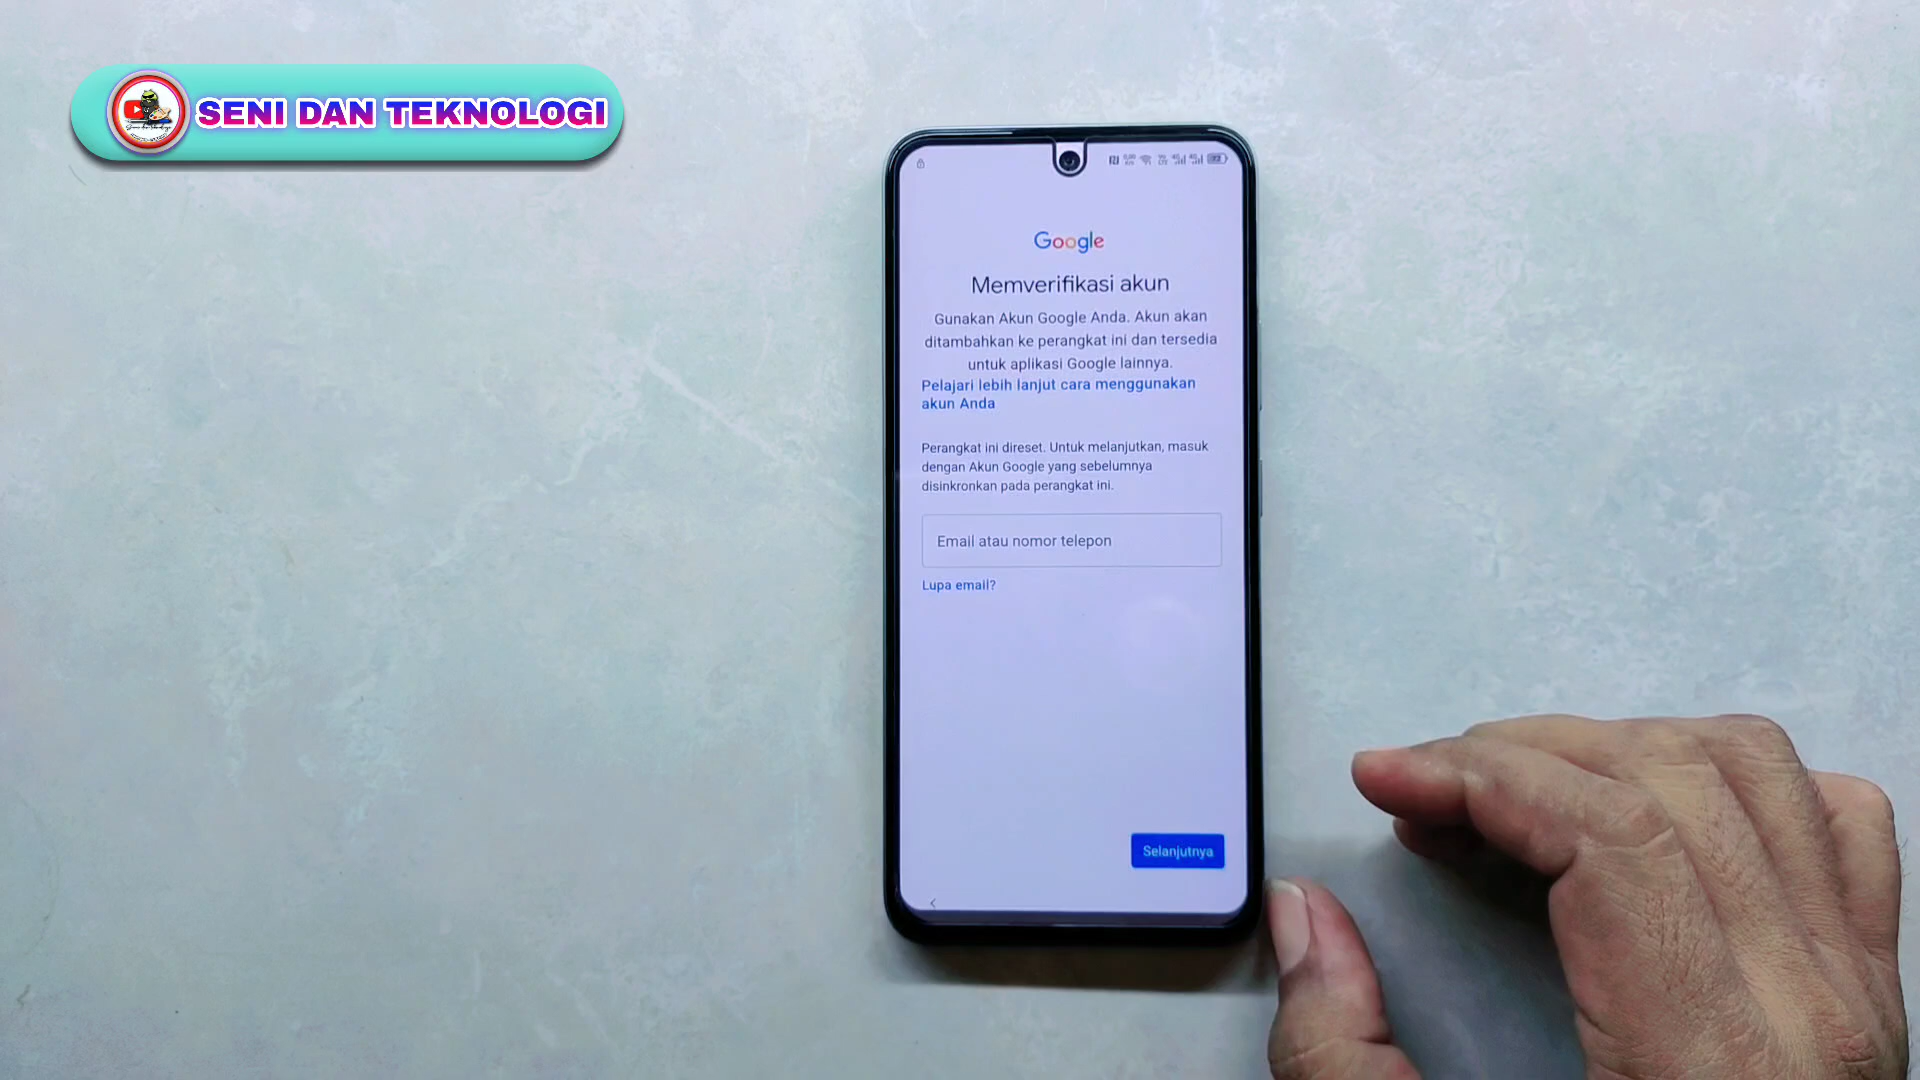 SENI DAN TEKNOLOGI
Google
Memverifikasi akun
Gunakan Akun Google Anda. Akun akan
ditambahkan ke perangkat ini dan tersedia
untuk aplikasi Google lainnya.
Pelajari lebih lanjut cara menggunakan
akun Anda
Perangkat ini direset. Untuk melanjutkan, masuk
dengan Akun Google yang sebelumnya
disinkronkan pada perangkat ini.
Email atau nomor telepon
Lupa email?
Selanjutnya